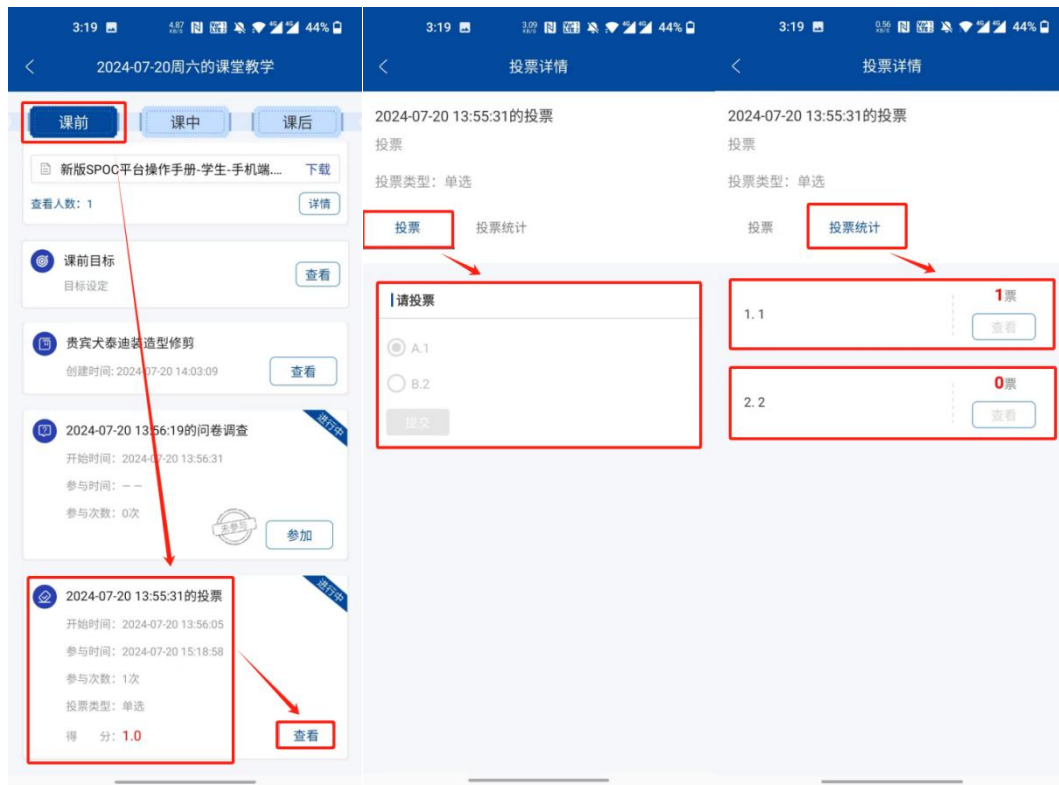 3:19 4.87 KB/S 44%
2024-07-20周六的课堂教学
课前 课中 课后
新版SPOC平台操作手册-学生-手机端.... 下载
查看人数：1 详情
课前目标
目标设定
查看
贵宾犬泰迪装造型修剪
创建时间: 2024-07-20 14:03:09 查看
2024-07-20 13:56:19的问卷调查 进行中
开始时间：2024-07-20 13:56:31
参与时间：– –
参与次数：0次
未参与 参加
2024-07-20 13:55:31的投票 进行中
开始时间：2024-07-20 13:56:05
参与时间：2024-07-20 15:18:58
参与次数：1次
投票类型：单选
得 分：1.0 查看
3:19 3.09 KB/S 44%
投票详情
2024-07-20 13:55:31的投票
投票
投票类型：单选
投票 投票统计
请投票
A.1
B.2
提交
3:19 0.56 KB/S 44%
投票详情
2024-07-20 13:55:31的投票
投票
投票类型：单选
投票 投票统计
1. 1 1票
查看
2. 2 0票
查看